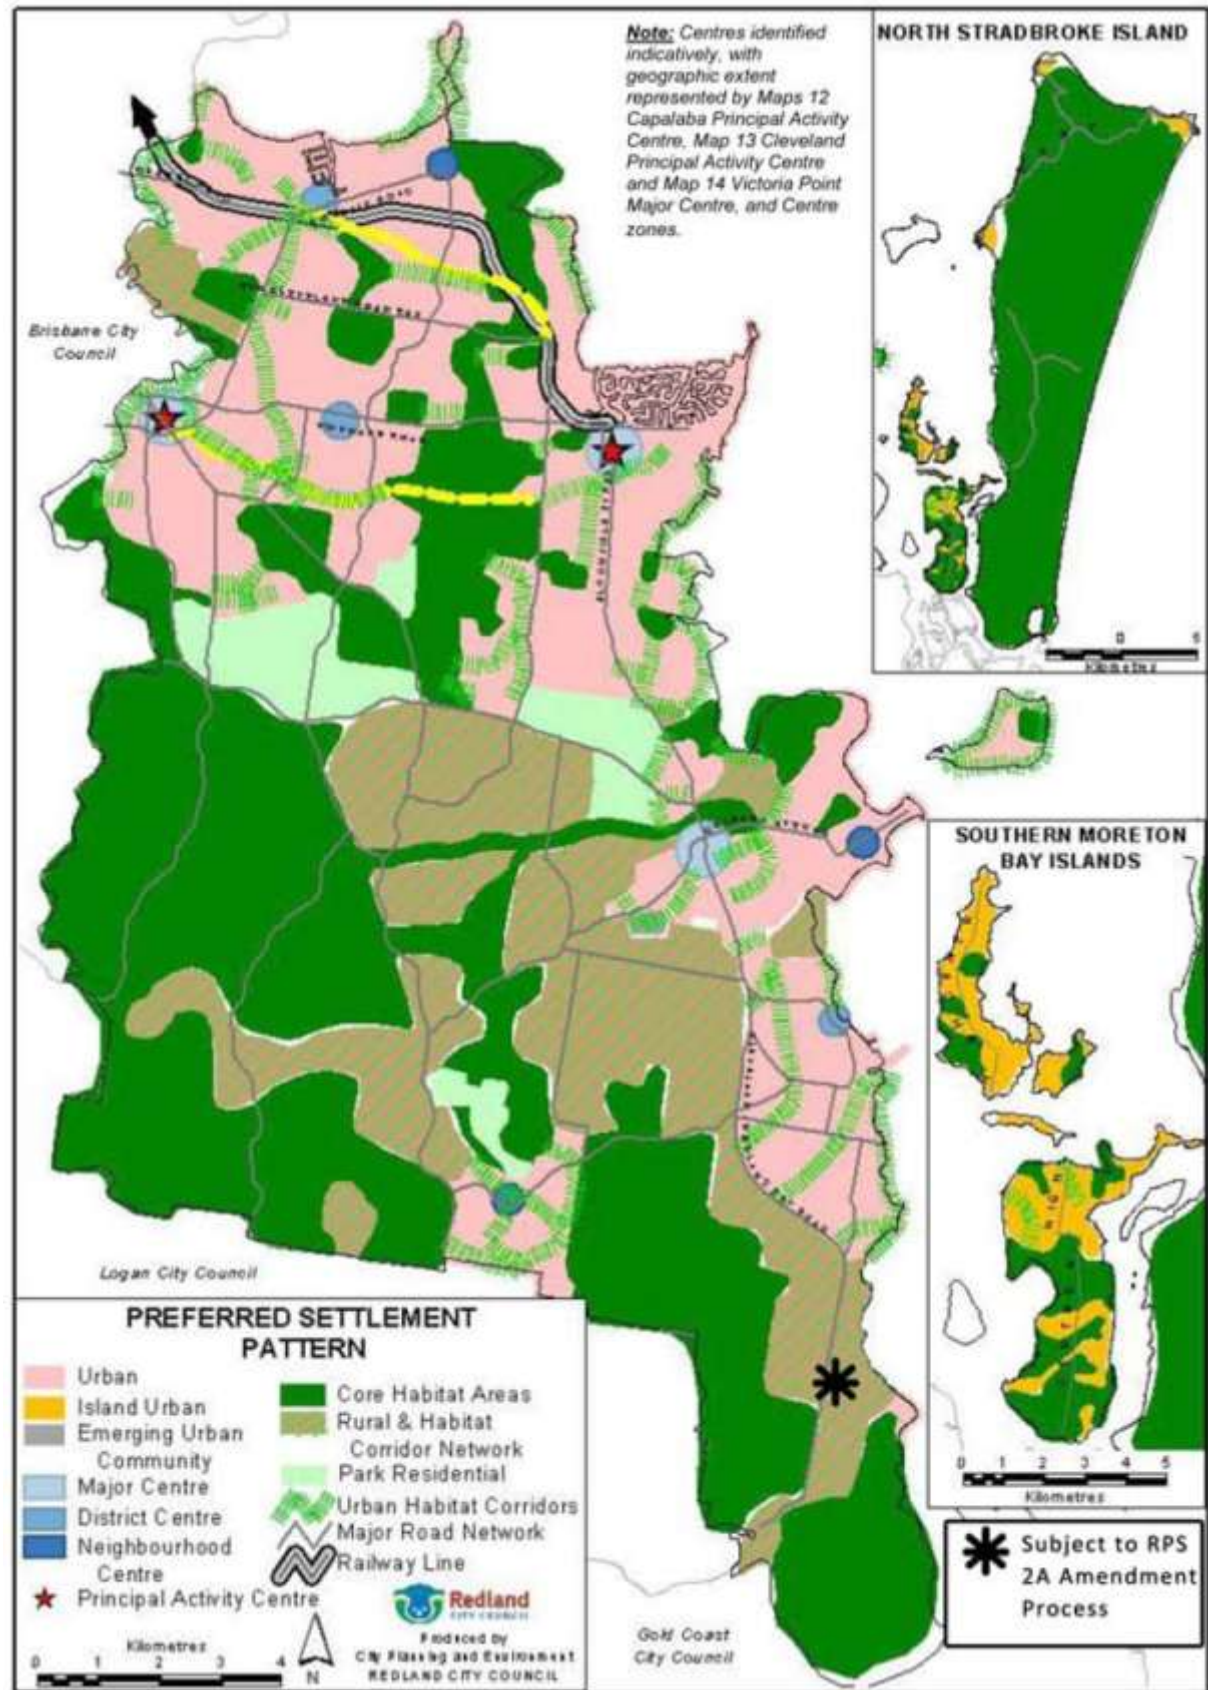 Note: Centres identified
indicatively, with
geographic extent
represented by Maps 12
Capalaba Principal Activity
Centre, Map 13 Cleveland
Principal Activity Centre
and Map 14 Victoria Point
Major Centre, and Centre
zones.
NORTH STRADBROKE ISLAND
0 5
Kilometres
Brisbane City
Council
SOUTHERN MORETON
BAY ISLANDS
0 1 2 3 4 5
Kilometres
Logan City Council
PREFERRED SETTLEMENT
PATTERN
Urban
Island Urban
Emerging Urban
Community
Major Centre
District Centre
Neighbourhood
Centre
Principal Activity Centre
Core Habitat Areas
Rural & Habitat
Corridor Network
Park Residential
Urban Habitat Corridors
Major Road Network
Railway Line
Redland
CITY COUNCIL
Produced by
City Planning and Environment
REDLAND CITY COUNCIL
Kilometres
0 1 2 3 4
N
Subject to RPS
2A Amendment
Process
Gold Coast
City Council